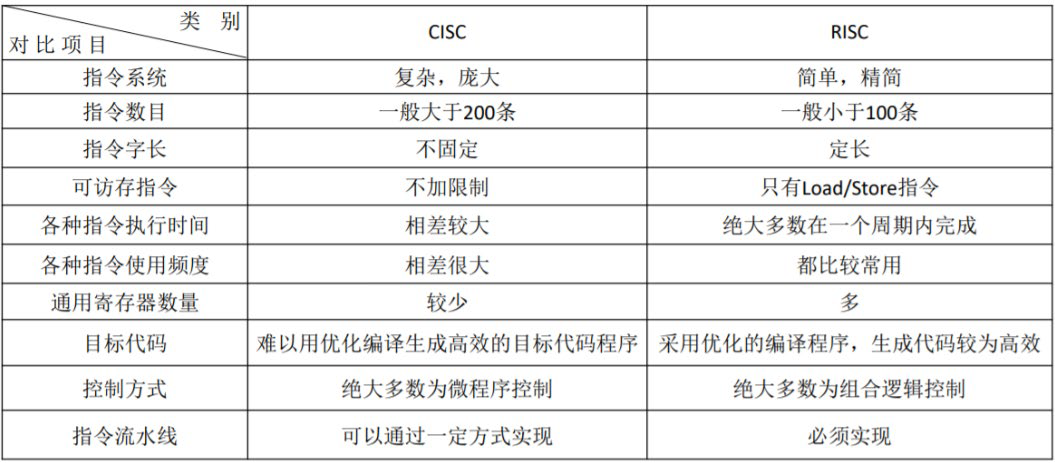 类 别 CISC RISC
对比项目
指令系统 复杂，庞大 简单，精简
指令数目 一般大于200条 一般小于100条
指令字长 不固定 定长
可访存指令 不加限制 只有Load/Store指令
各种指令执行时间 相差较大 绝大多数在一个周期内完成
各种指令使用频度 相差很大 都比较常用
通用寄存器数量 较少 多
目标代码 难以用优化编译生成高效的目标代码程序 采用优化的编译程序，生成代码较为高效
控制方式 绝大多数为微程序控制 绝大多数为组合逻辑控制
指令流水线 可以通过一定方式实现 必须实现